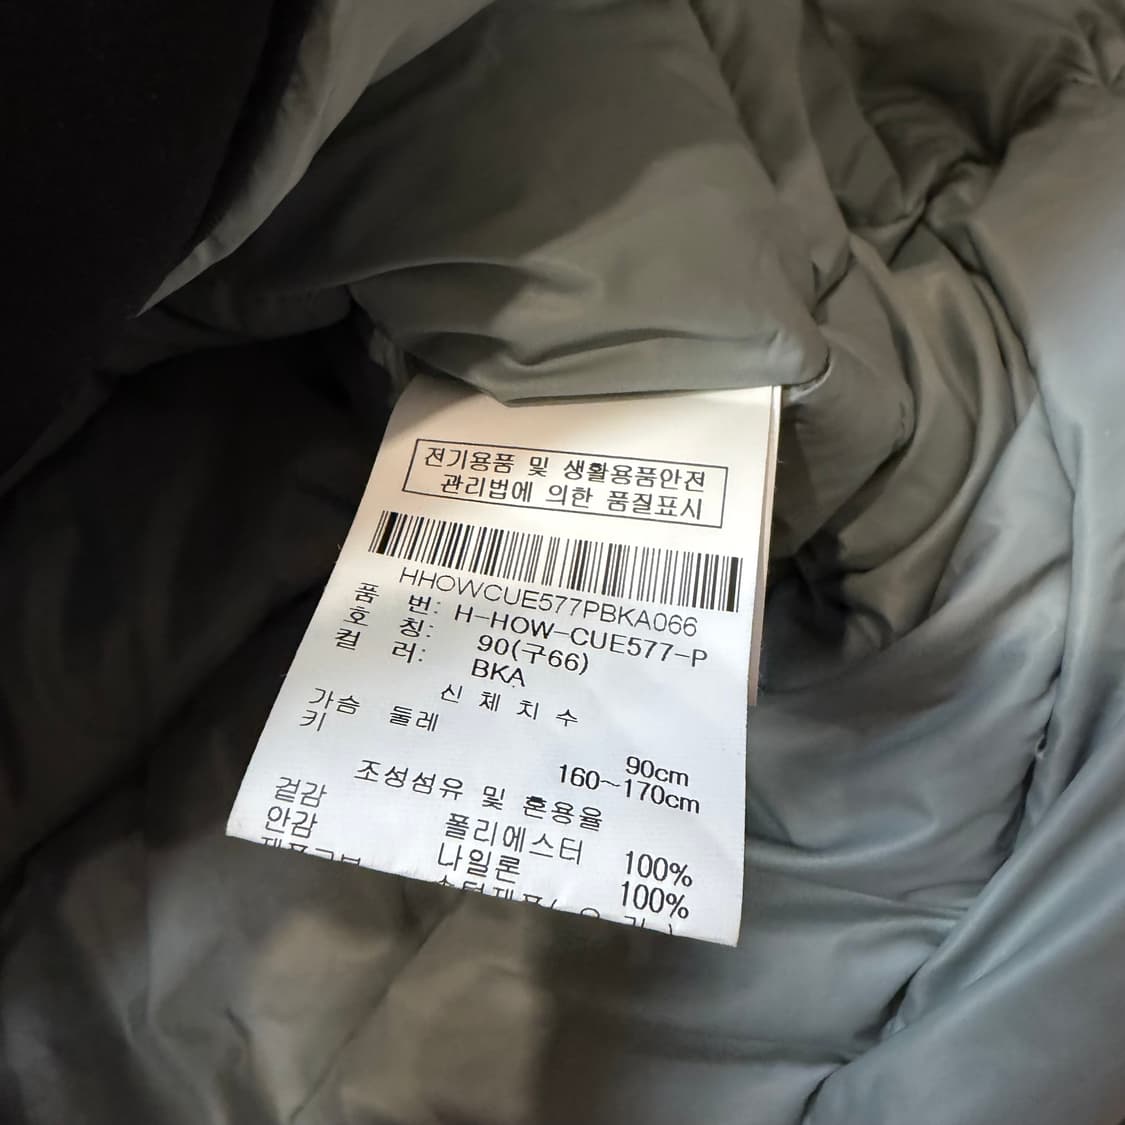 전기용품 및 생활용품안전
관리법에 의한 품질표시
HHOWCUE577PBKA066
품 번: H-HOW-CUE577-P
호 칭: 90(구66)
컬 러: BKA
신 체 치 수
가슴 둘레 90cm
키 160~170cm
조성섬유 및 혼용율
겉감 폴리에스터 100%
안감 나일론 100%